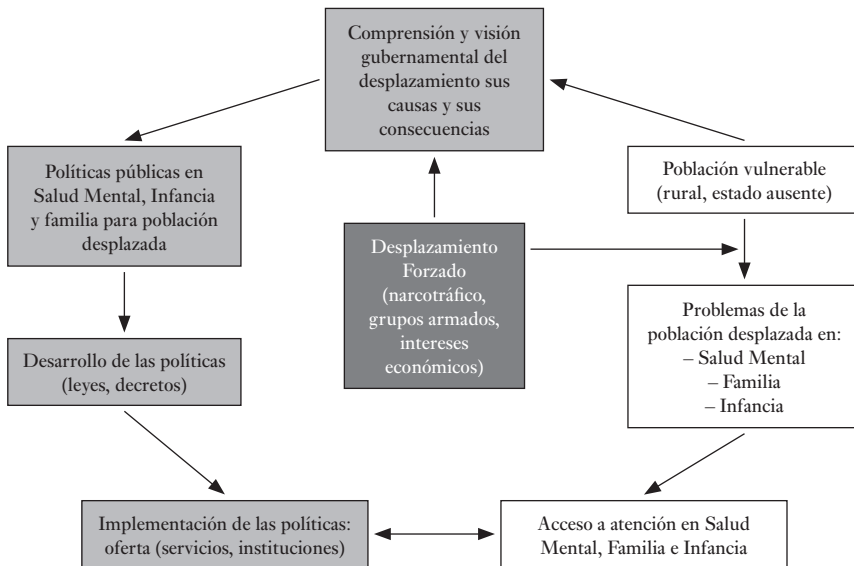 Comprensión y visión
gubernamental del
desplazamiento sus
causas y sus
consecuencias
Políticas públicas en
Salud Mental, Infancia
y familia para población
desplazada
Población vulnerable
(rural, estado ausente)
Desplazamiento
Forzado
(narcotráfico,
grupos armados,
intereses
económicos)
Problemas de la
población desplazada en:
– Salud Mental
– Familia
– Infancia
Desarrollo de las políticas
(leyes, decretos)
Implementación de las políticas:
oferta (servicios, instituciones)
Acceso a atención en Salud
Mental, Familia e Infancia